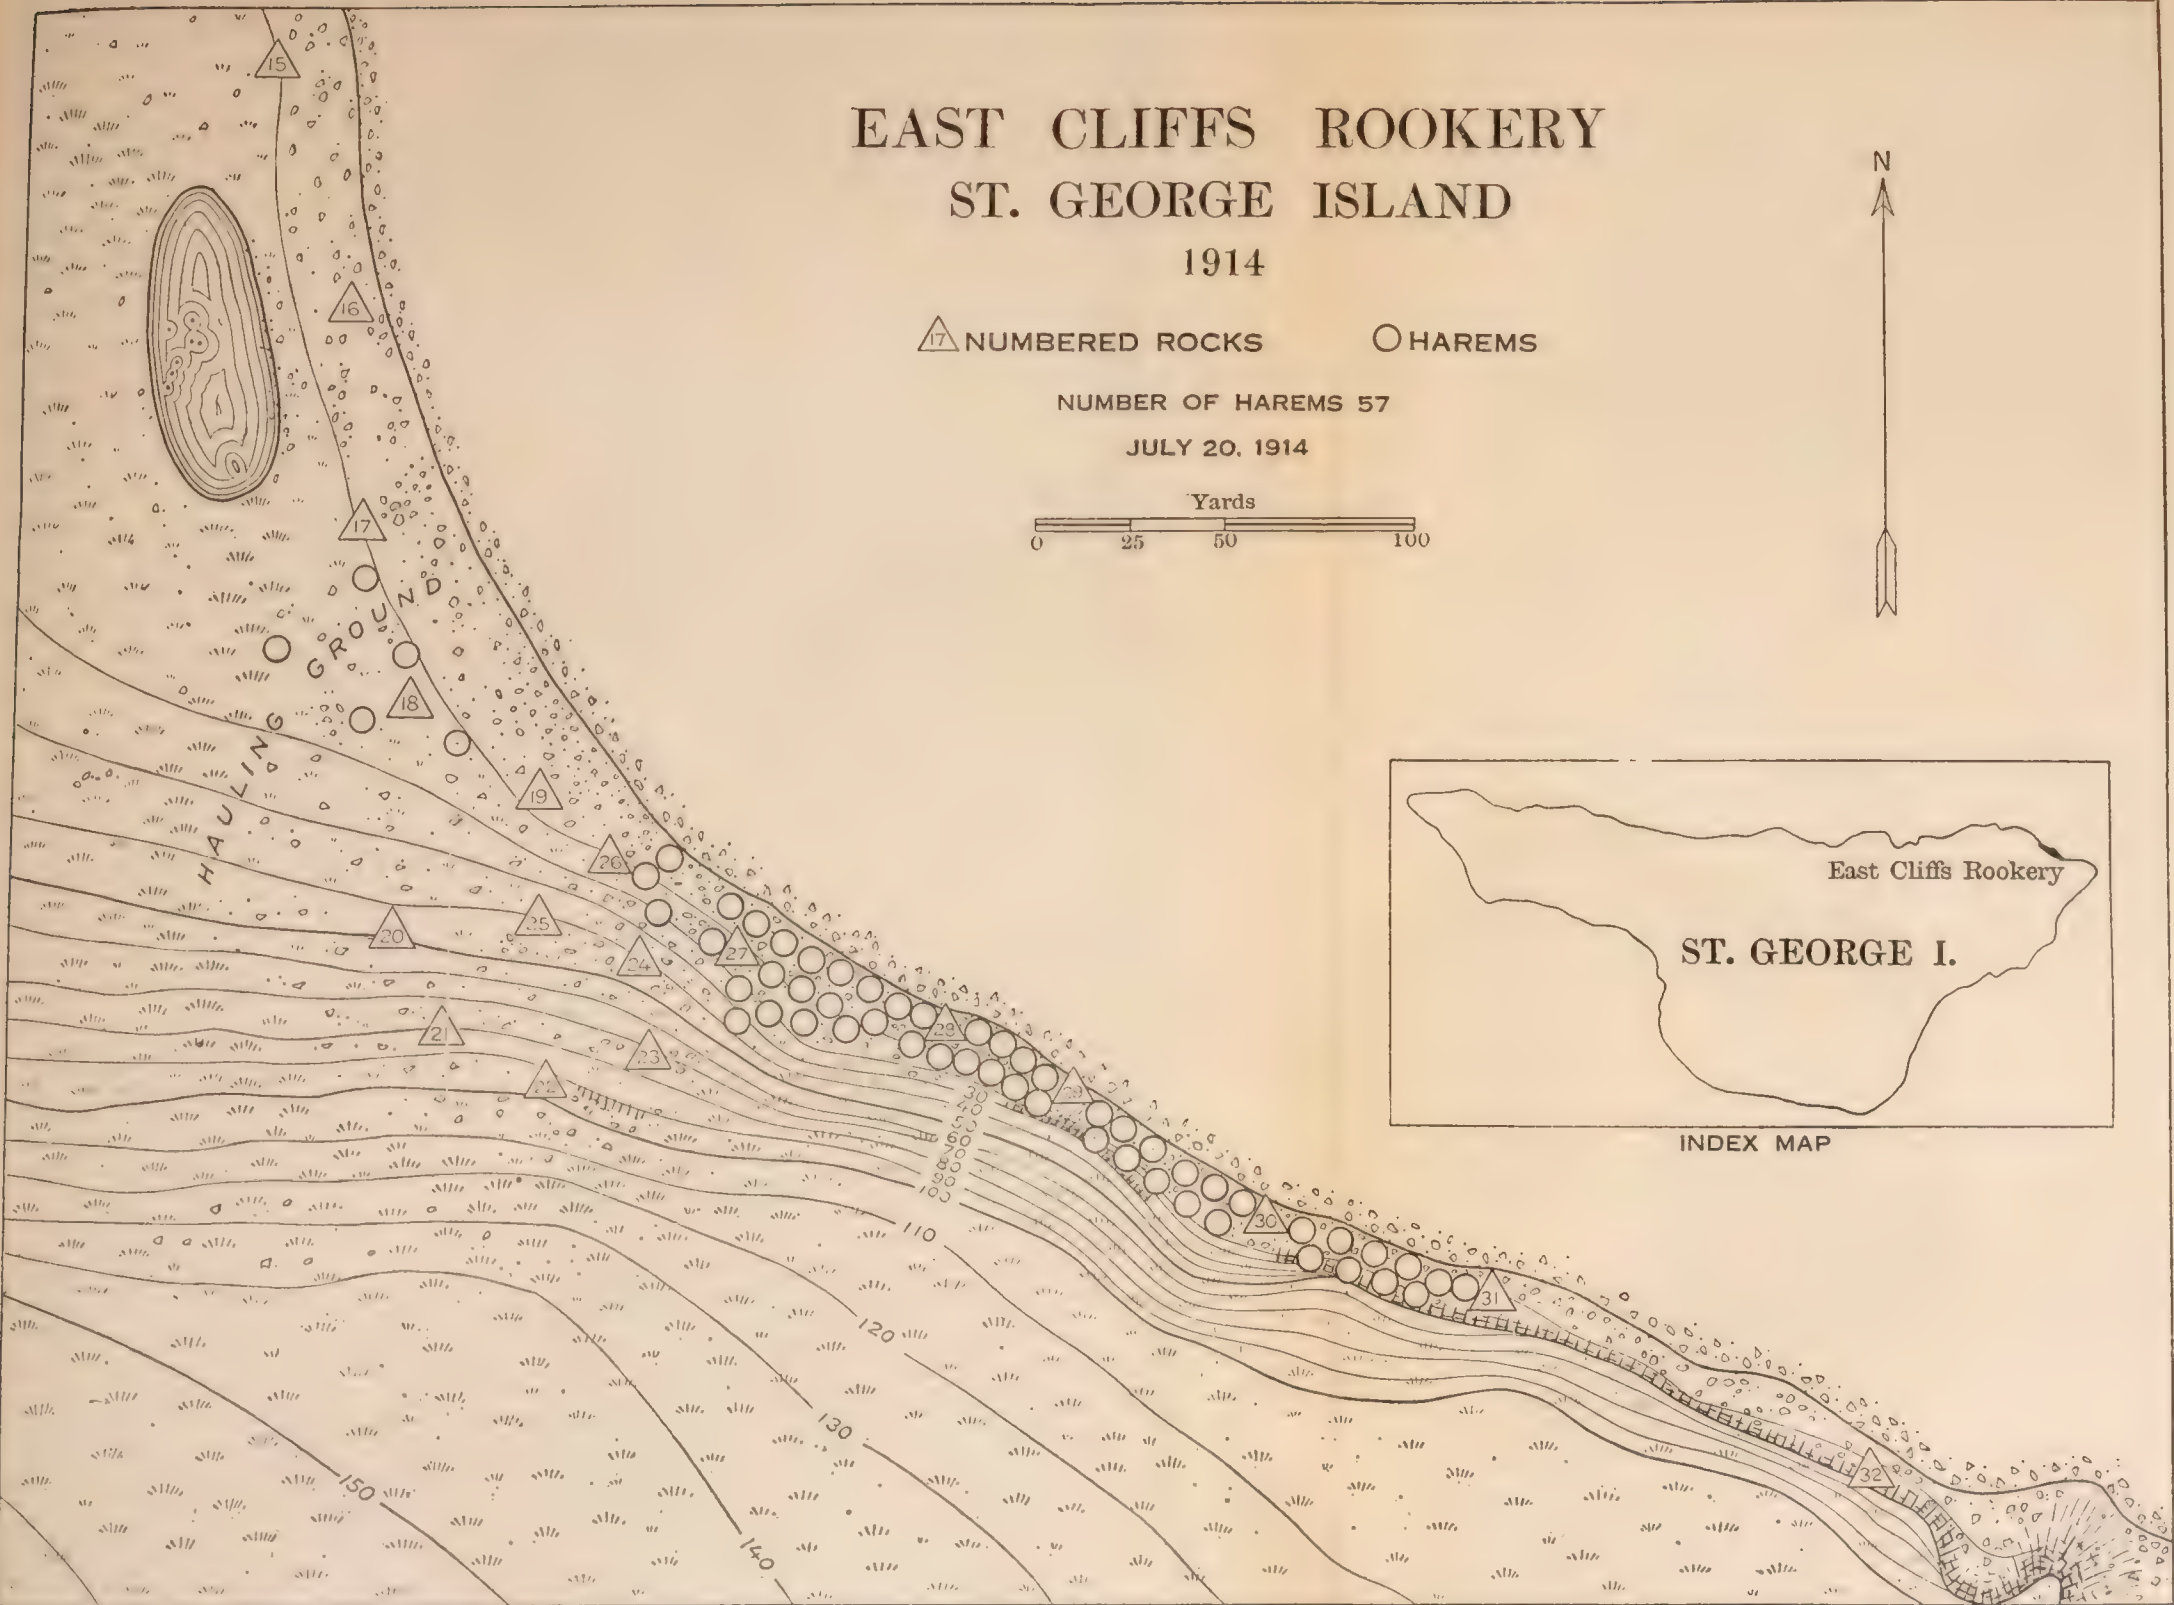 EAST CLIFFS ROOKERY
ST. GEORGE ISLAND
1914
17 NUMBERED ROCKS HAREMS
NUMBER OF HAREMS 57
JULY 20, 1914
Yards
0 25 50 100
N
15
16
17
HAULING GROUND
18
19
26
25
20
24
27
21
23
28
22
29
30
31
32
30
40
50
60
70
80
90
100
110
120
130
140
150
East Cliffs Rookery
ST. GEORGE I.
INDEX MAP